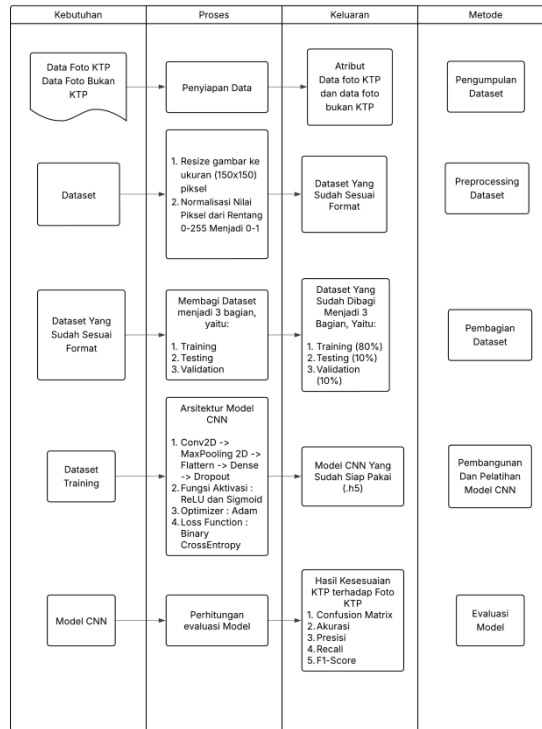 Kebutuhan
Proses
Keluaran
Metode
Data Foto KTP
Data Foto Bukan
KTP
Penyiapan Data
Atribut
Data foto KTP
dan data foto
bukan KTP
Pengumpulan
Dataset
Dataset
1. Resize gambar ke
ukuran (150x150)
piksel
2. Normalisasi Nilai
Piksel dari Rentang
0-255 Menjadi 0-1
Dataset Yang
Sudah Sesuai
Format
Preprocessing
Dataset
Dataset Yang
Sudah Sesuai
Format
Membagi Dataset
menjadi 3 bagian,
yaitu:
1. Training
2. Testing
3. Validation
Dataset Yang
Sudah Dibagi
Menjadi 3
Bagian, Yaitu:
1. Training (80%)
2. Testing (10%)
3. Validation
(10%)
Pembagian
Dataset
Dataset
Training
Arsitektur Model
CNN
1. Conv2D ->
MaxPooling 2D ->
Flattern -> Dense
-> Dropout
2. Fungsi Aktivasi :
ReLU dan Sigmoid
3. Optimizer : Adam
4. Loss Function :
Binary
CrossEntropy
Model CNN Yang
Sudah Siap Pakai
(.h5)
Pembangunan
Dan Pelatihan
Model CNN
Model CNN
Perhitungan
evaluasi Model
Hasil Kesesuaian
KTP terhadap Foto
KTP
1. Confusion Matrix
2. Akurasi
3. Presisi
4. Recall
5. F1-Score
Evaluasi
Model